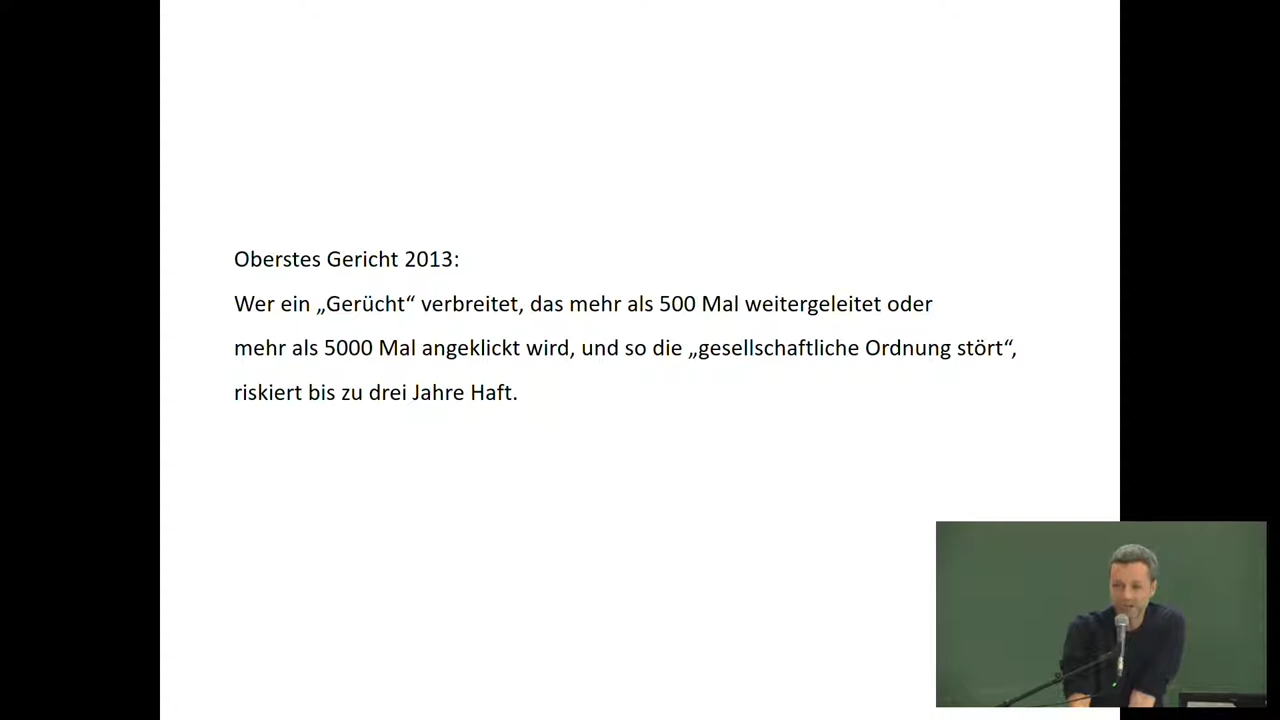 Oberstes Gericht 2013:
Wer ein „Gerücht“ verbreitet, das mehr als 500 Mal weitergeleitet oder
mehr als 5000 Mal angeklickt wird, und so die „gesellschaftliche Ordnung stört“,
riskiert bis zu drei Jahre Haft.